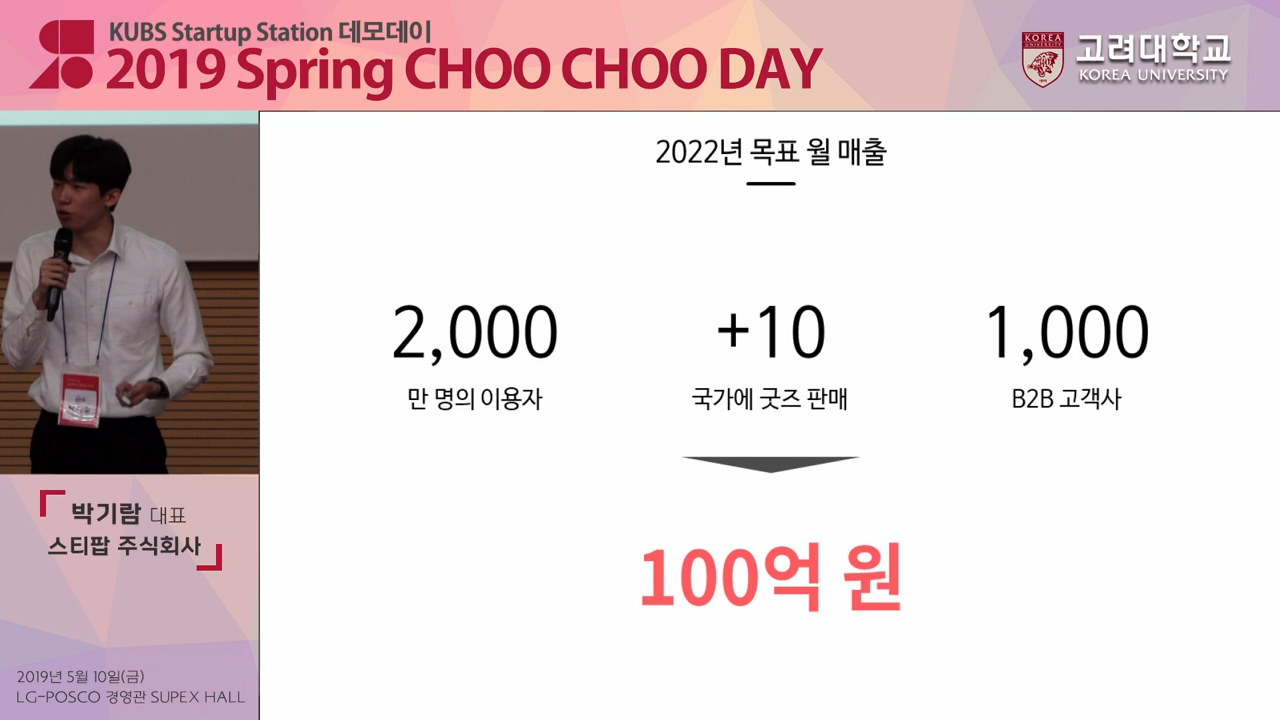 KUBS Startup Station 데모데이
2019 Spring CHOO CHOO DAY
KOREA
UNIVERSITY
고려대학교
KOREA UNIVERSITY
2022년 목표 월 매출
2,000
만 명의 이용자
+10
국가에 굿즈 판매
1,000
B2B 고객사
100억 원
박기람 대표
스티팝 주식회사
2019년 5월 10일(금)
LG-POSCO 경영관 SUPEX HALL